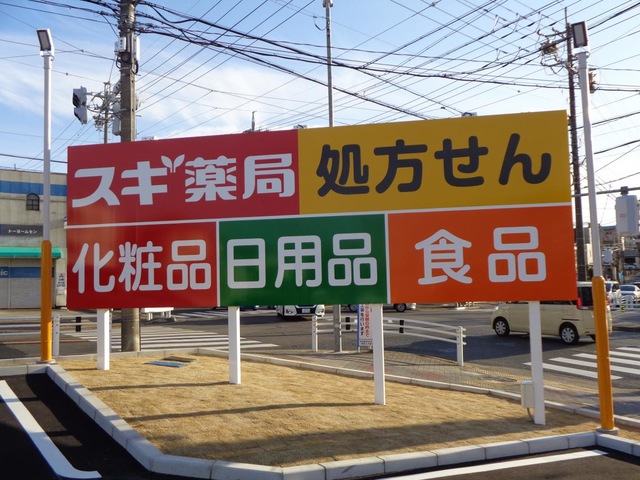 スギ薬局
処方せん
化粧品
日用品
食品